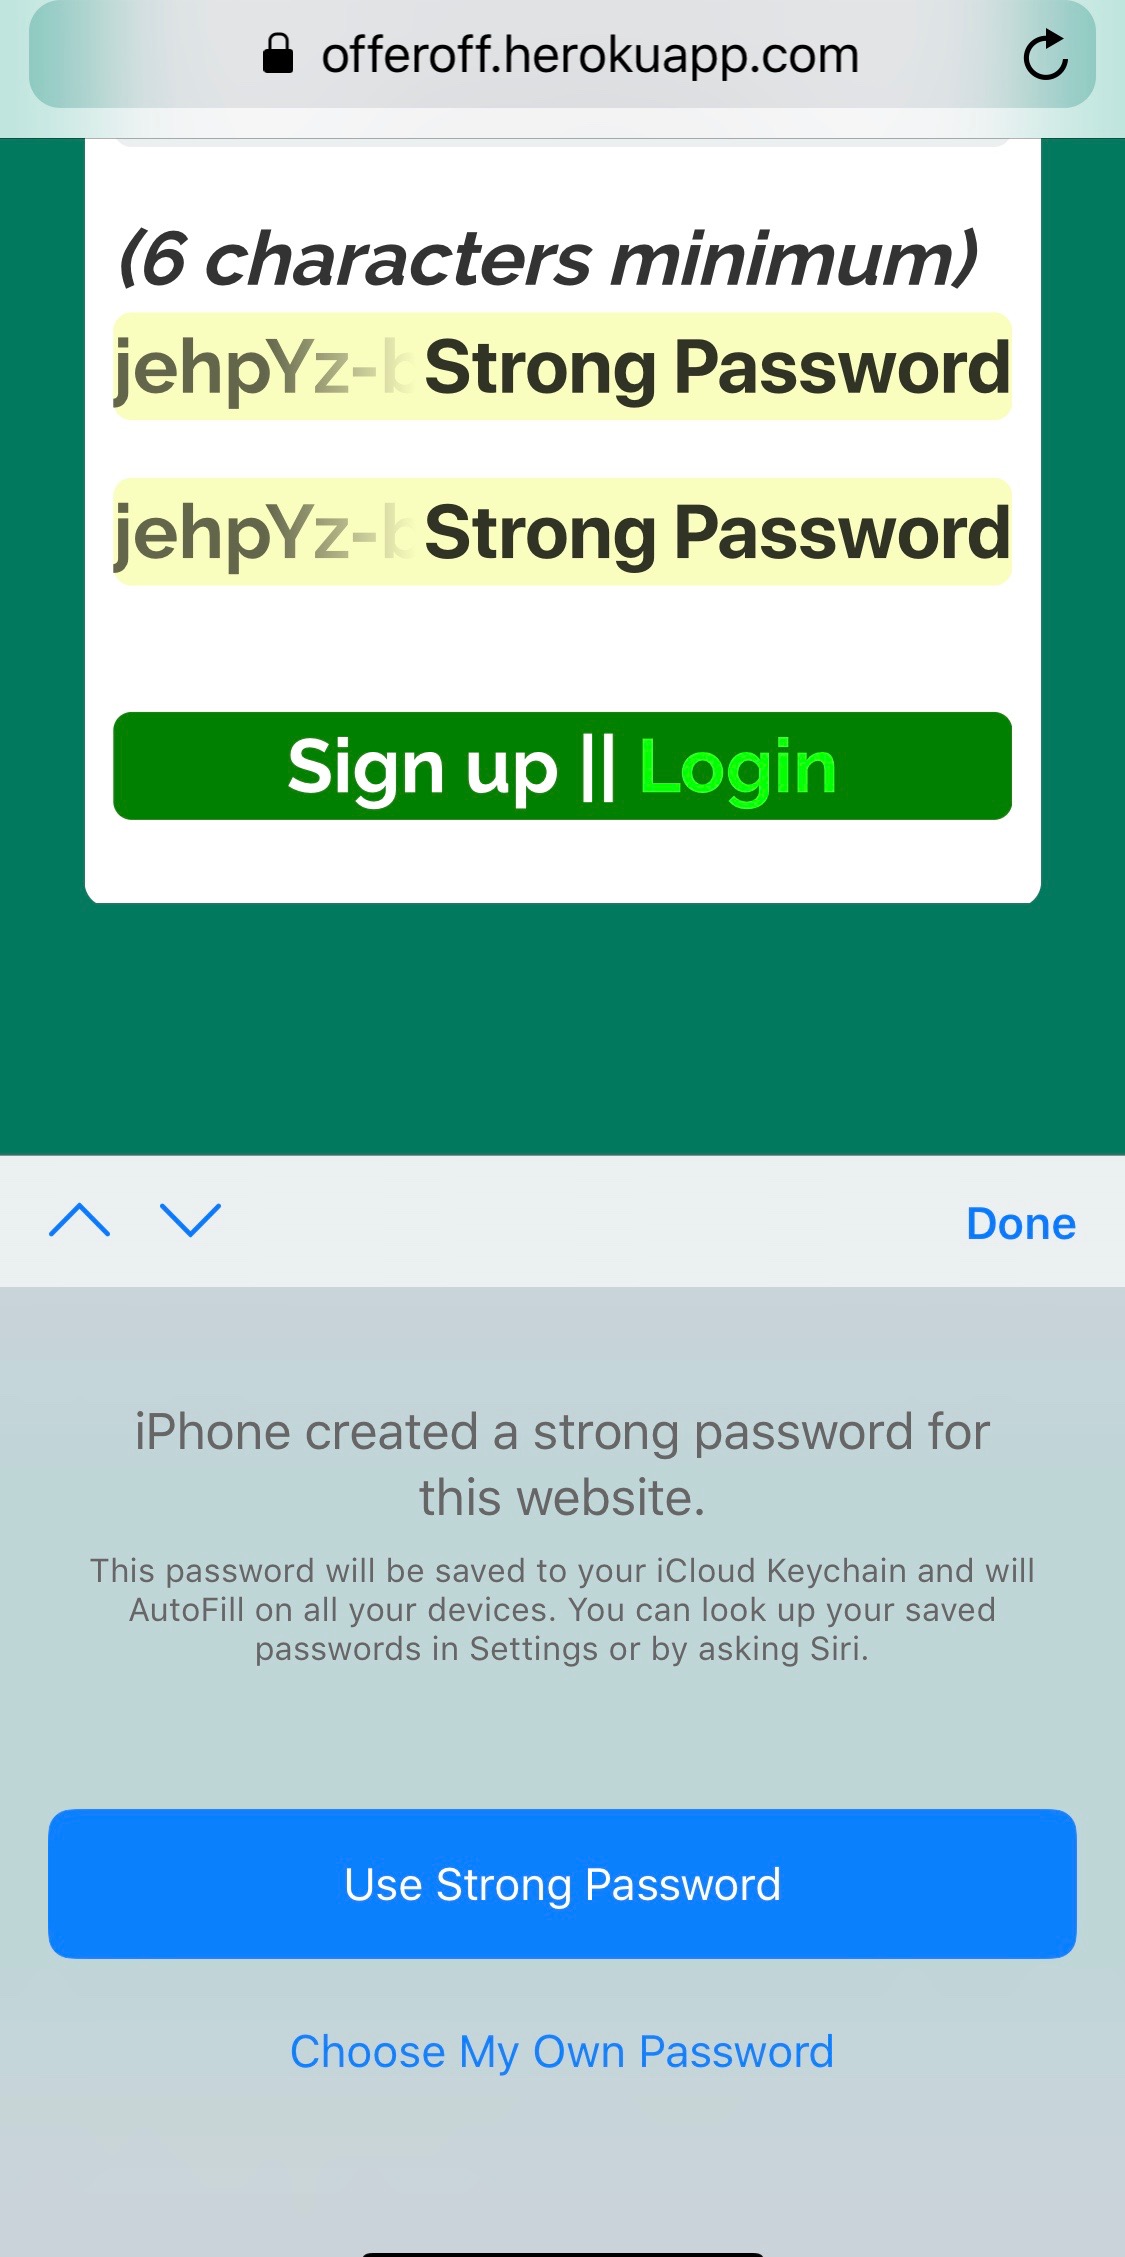 offeroff.herokuapp.com
(6 characters minimum)
jehpYz-b Strong Password
jehpYz-b Strong Password
Sign up || Login
Done
iPhone created a strong password for
this website.
This password will be saved to your iCloud Keychain and will
AutoFill on all your devices. You can look up your saved
passwords in Settings or by asking Siri.
Use Strong Password
Choose My Own Password